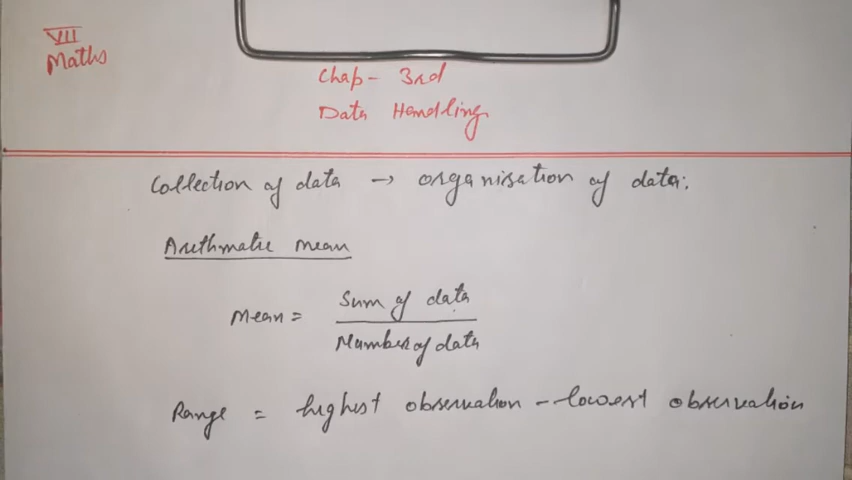 VII
Maths
Chap- 3rd
Data Handling
Collection of data → organisation of data.
Arithmatic mean
Mean = Sum of data
Number of data
Range = highest observation - lowest observation